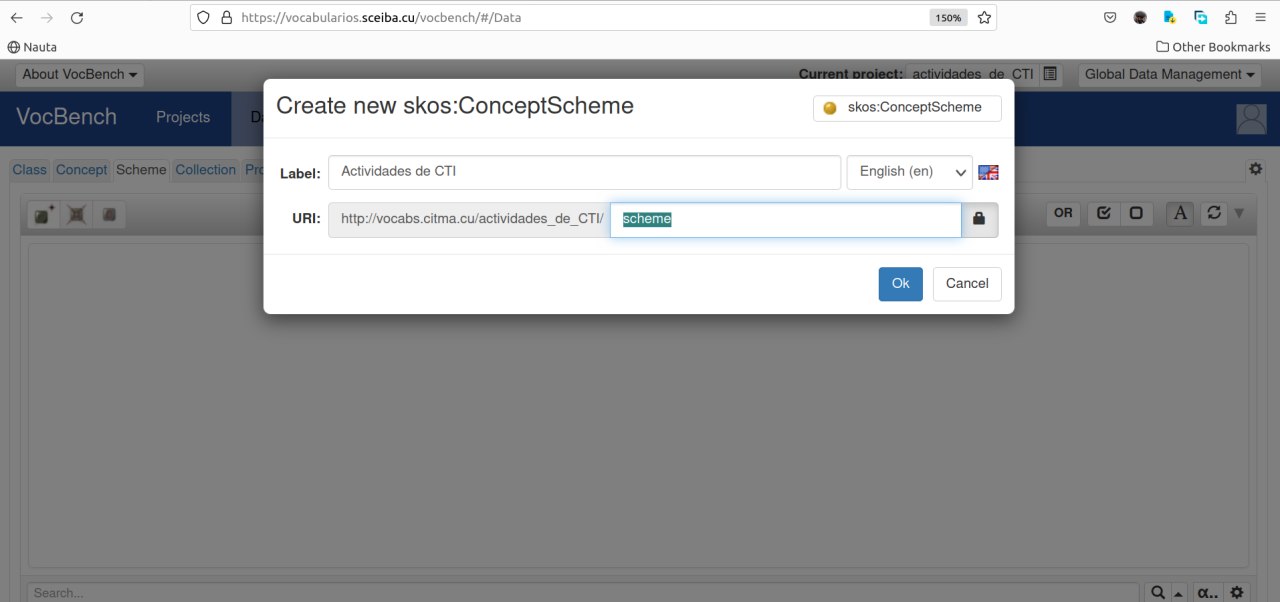 https://vocabularios.sceiba.cu/vocbench/#/Data
150%
Nauta
Other Bookmarks
About VocBench
Current project: actividades_de_CTI
Global Data Management
VocBench
Projects
Create new skos:ConceptScheme
skos:ConceptScheme
Class Concept Scheme Collection
Label: Actividades de CTI English (en)
URI: http://vocabs.citma.cu/actividades_de_CTI/ scheme
OR A
Ok Cancel
Search...
α..